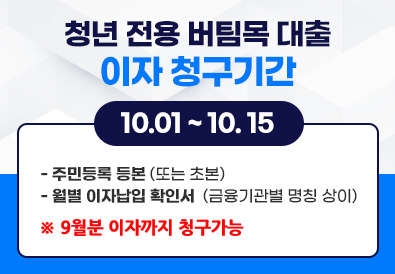 청년 전용 버팀목 대출
이자 청구기간
10.01 ~ 10. 15
- 주민등록 등본 (또는 초본)
- 월별 이자납입 확인서 (금융기관별 명칭 상이)
※ 9월분 이자까지 청구가능